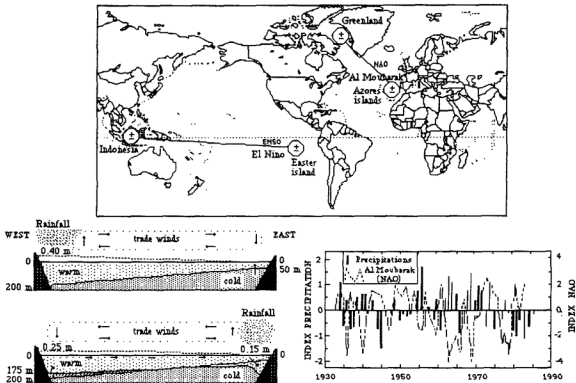 Greenland
NAO
Al Moubarak
Azores
islands
Indonesia
ENSO
El Nino
Easter
island
Rainfall
WEST
trade winds
EAST
0.40 m
0
0
warm
50 m
cold
200 m
Rainfall
trade winds
0.25 m
0.15 m
0
0
warm
175 m
cold
200 m
Precipitations
Al Moubarak
(NAO)
INDEX PRECIPITATION
2
1
0
-1
-2
4
2
0
-2
-4
INDEX NAO
1930
1950
1970
1990